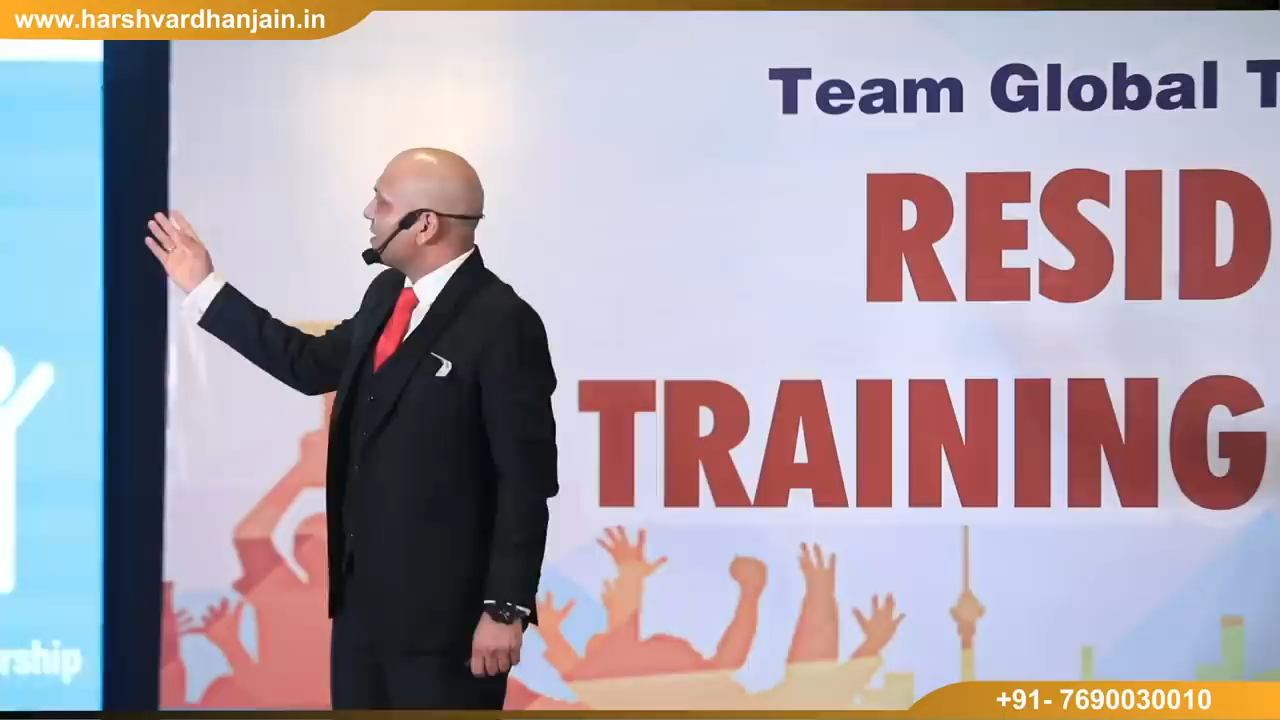 www.harshvardhanjain.in
Team Global T
RESID
TRAINING
rship
+91- 7690030010